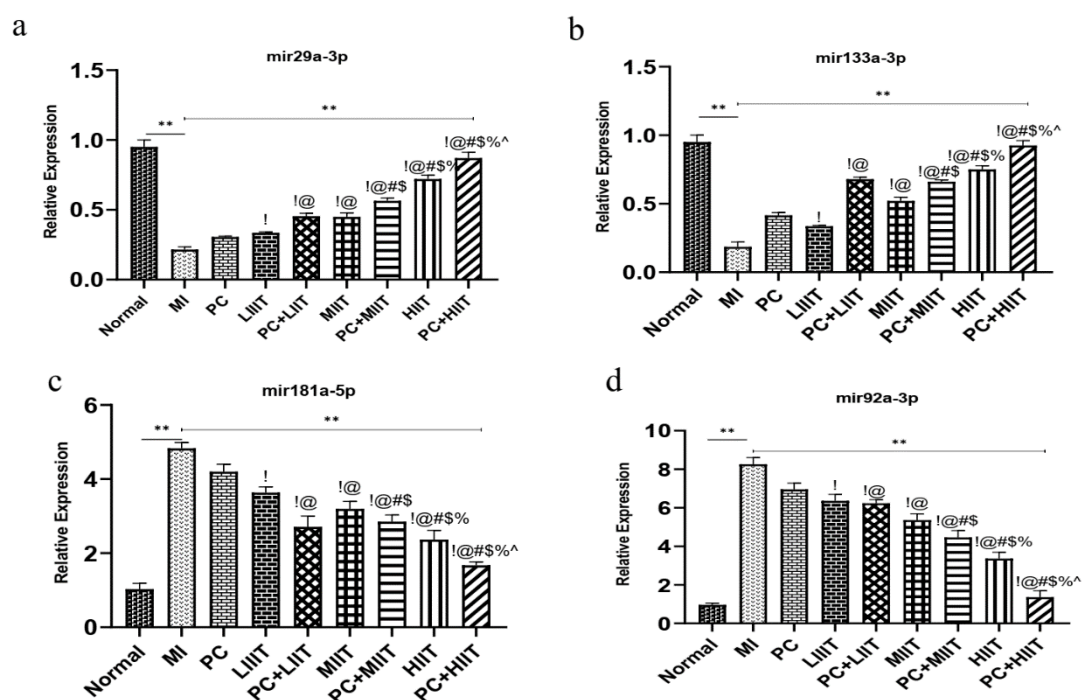 a
mir29a-3p
Relative Expression
1.5
1.0
0.5
0.0
**
**
!
!@
!@
!@#$
!@#$%
!@#$%^
Normal
MI
PC
LIIIT
PC+LIIT
MIIT
PC+MIIT
HIIT
PC+HIIT
b
mir133a-3p
Relative Expression
1.5
1.0
0.5
0.0
**
**
!
!@
!@
!@#$
!@#$%
!@#$%^
Normal
MI
PC
LIIIT
PC+LIIT
MIIT
PC+MIIT
HIIT
PC+HIIT
c
mir181a-5p
Relative Expression
6
4
2
0
**
**
!
!@
!@
!@#$
!@#$%
!@#$%^
Normal
MI
PC
LIIIT
PC+LIIT
MIIT
PC+MIIT
HIIT
PC+HIIT
d
mir92a-3p
Relative Expression
10
8
6
4
2
0
**
**
!
!@
!@
!@#$
!@#$%
!@#$%^
Normal
MI
PC
LIIIT
PC+LIIT
MIIT
PC+MIIT
HIIT
PC+HIIT